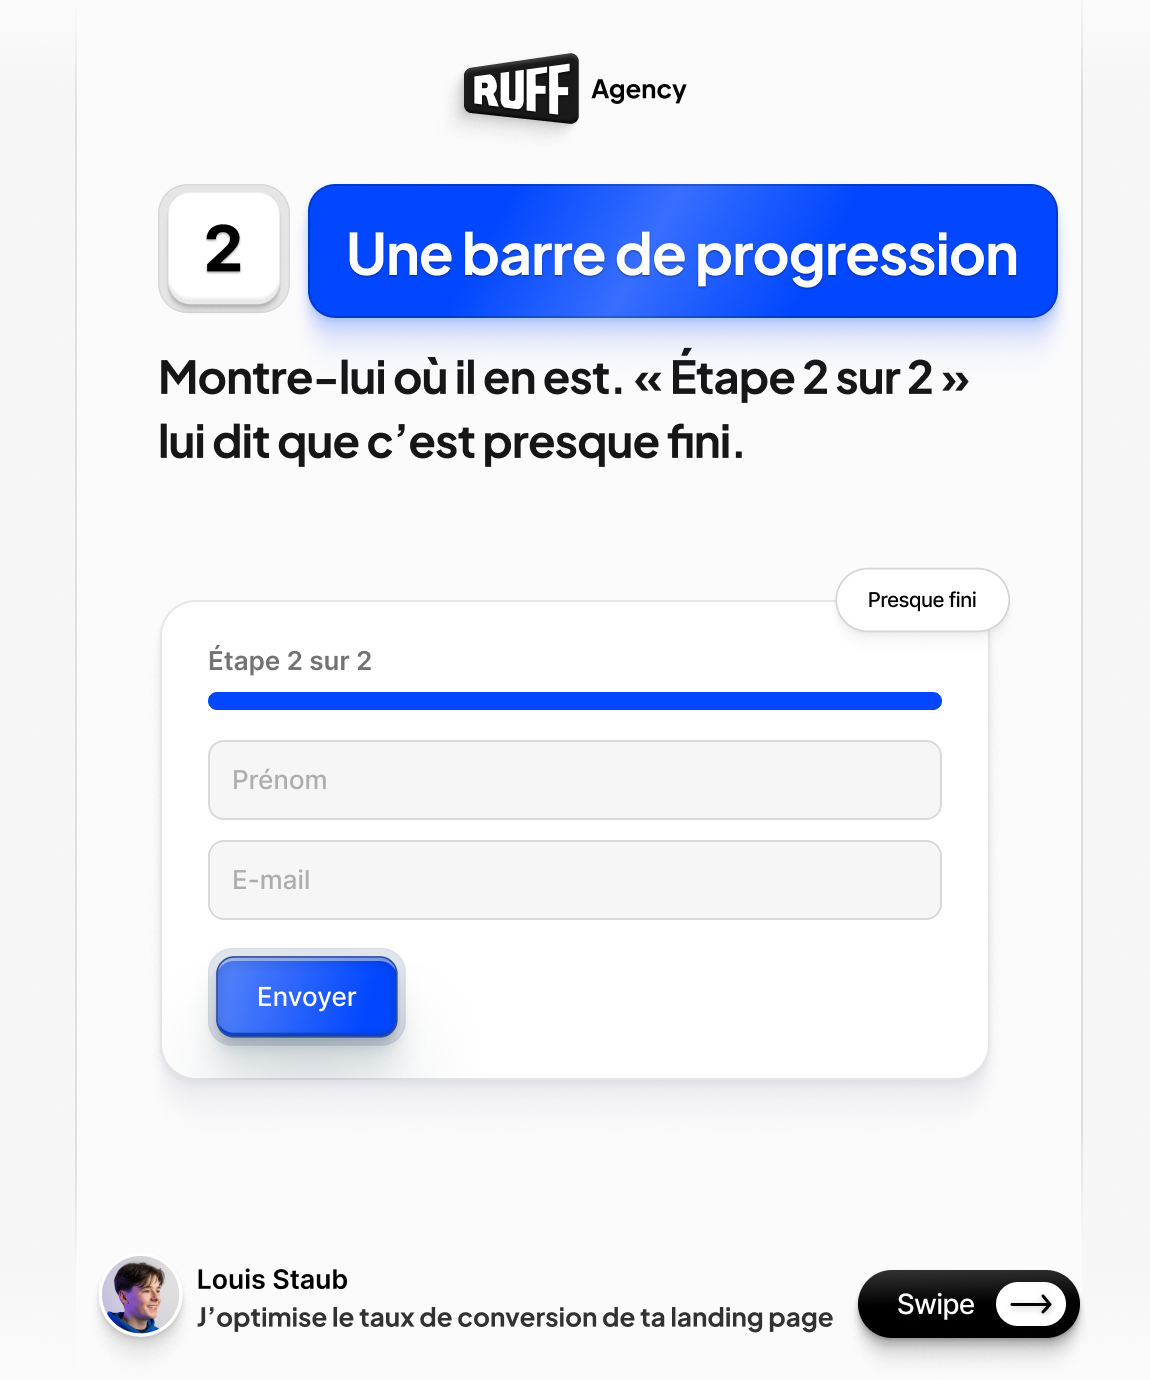 RUFF Agency
2
Une barre de progression
Montre-lui où il en est. « Étape 2 sur 2 »
lui dit que c’est presque fini.
Presque fini
Étape 2 sur 2
Prénom
E-mail
Envoyer
Louis Staub
J’optimise le taux de conversion de ta landing page
Swipe